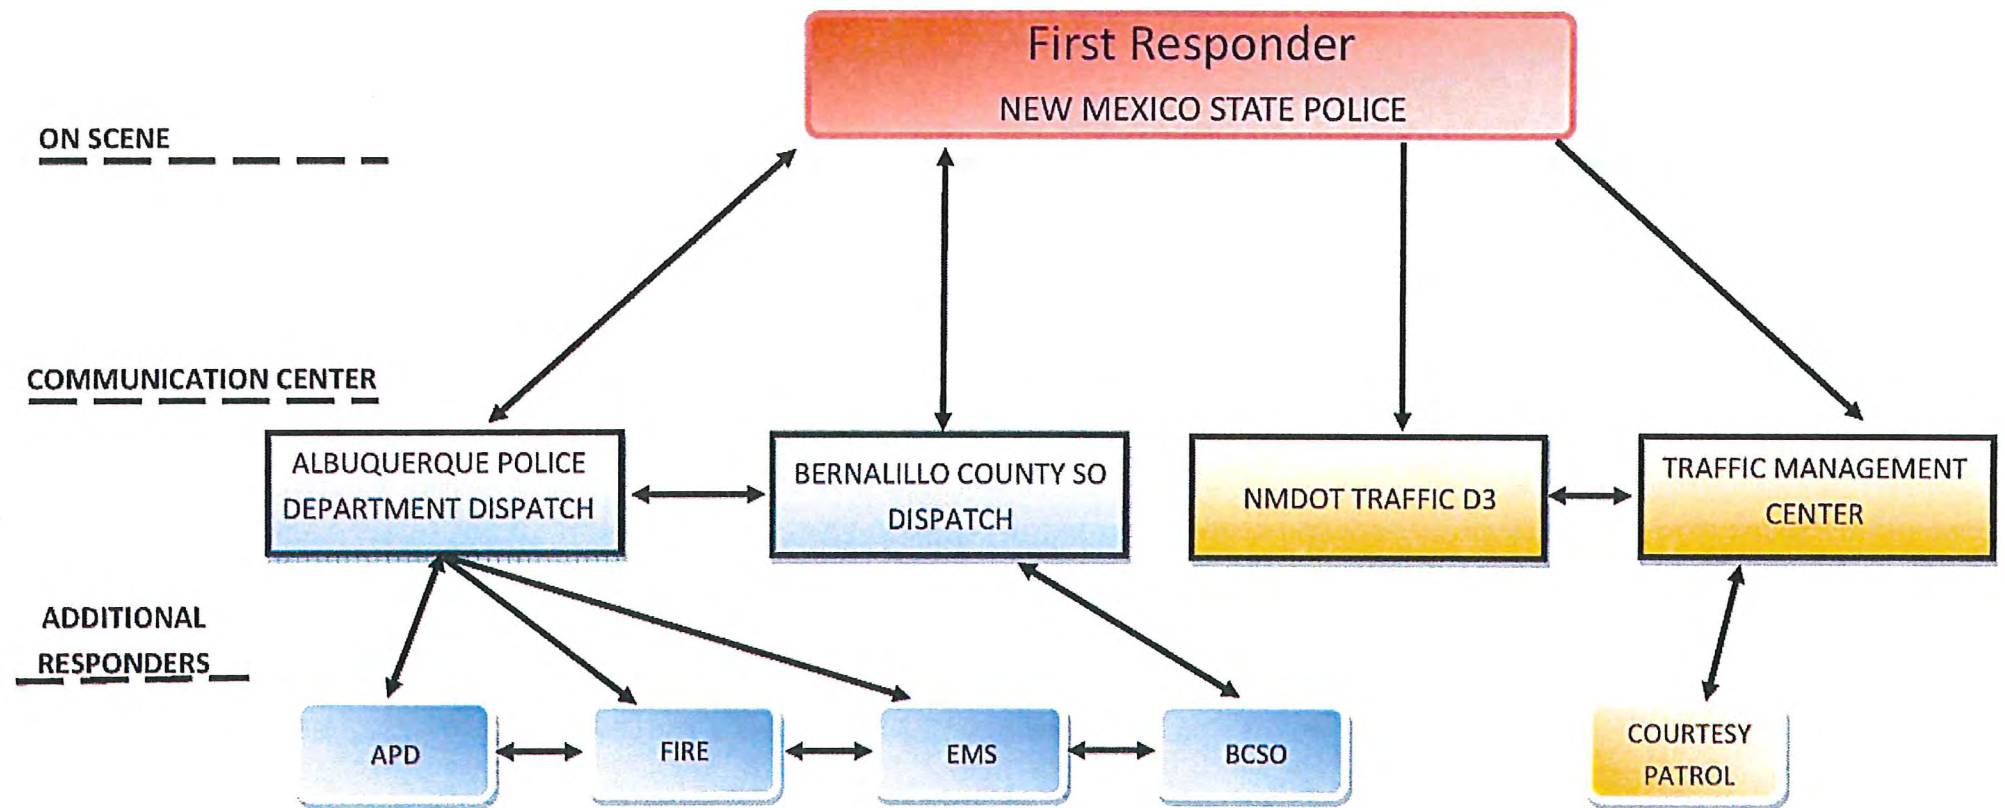 First Responder
NEW MEXICO STATE POLICE
ON SCENE
COMMUNICATION CENTER
ALBUQUERQUE POLICE
DEPARTMENT DISPATCH
BERNALILLO COUNTY SO
DISPATCH
NMDOT TRAFFIC D3
TRAFFIC MANAGEMENT
CENTER
ADDITIONAL
RESPONDERS
APD
FIRE
EMS
BCSO
COURTESY
PATROL